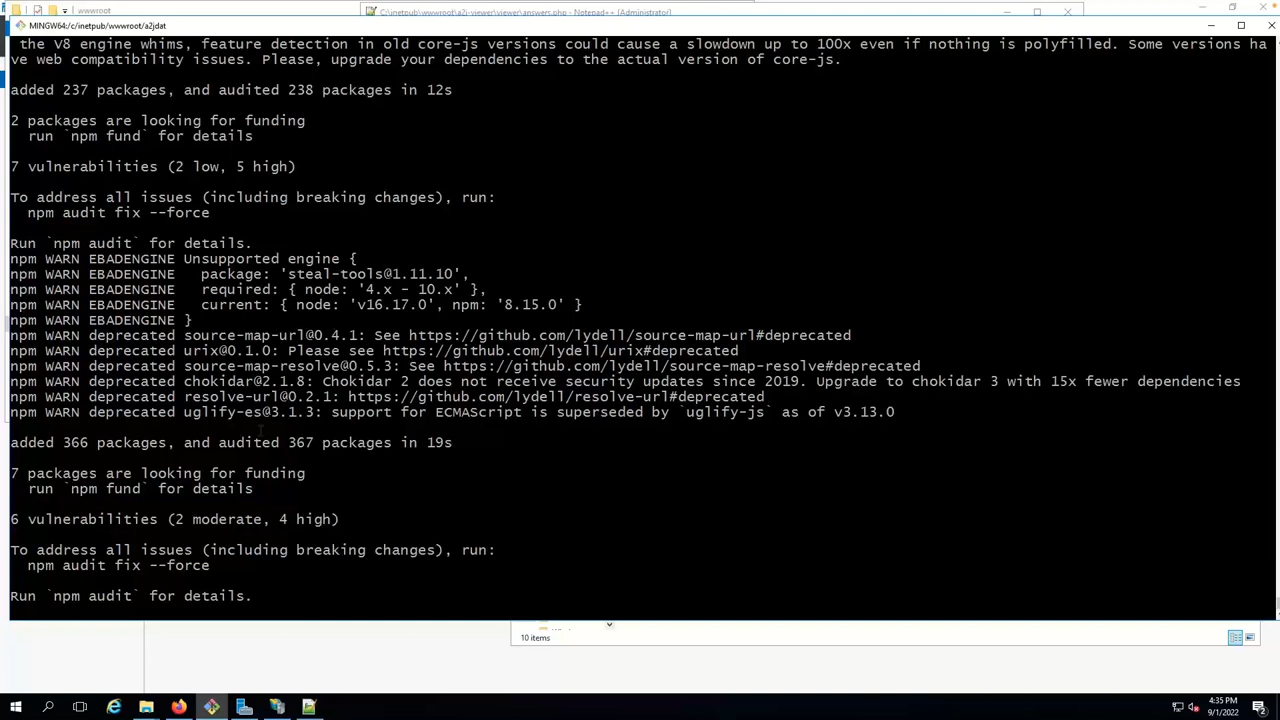 wwwroot
C:\inetpub\wwwroot\a2j-viewer\viewer\answers.php - Notepad++ [Administrator]
MINGW64:/c/inetpub/wwwroot/a2jdat
the V8 engine whims, feature detection in old core-js versions could cause a slowdown up to 100x even if nothing is polyfilled. Some versions ha
ve web compatibility issues. Please, upgrade your dependencies to the actual version of core-js.
added 237 packages, and audited 238 packages in 12s
2 packages are looking for funding
run `npm fund` for details
7 vulnerabilities (2 low, 5 high)
To address all issues (including breaking changes), run:
npm audit fix --force
Run `npm audit` for details.
npm WARN EBADENGINE Unsupported engine {
npm WARN EBADENGINE   package: 'steal-tools@1.11.10',
npm WARN EBADENGINE   required: { node: '4.x - 10.x' },
npm WARN EBADENGINE   current: { node: 'v16.17.0', npm: '8.15.0' }
npm WARN EBADENGINE }
npm WARN deprecated source-map-url@0.4.1: See https://github.com/lydell/source-map-url#deprecated
npm WARN deprecated urix@0.1.0: Please see https://github.com/lydell/urix#deprecated
npm WARN deprecated source-map-resolve@0.5.3: See https://github.com/lydell/source-map-resolve#deprecated
npm WARN deprecated chokidar@2.1.8: Chokidar 2 does not receive security updates since 2019. Upgrade to chokidar 3 with 15x fewer dependencies
npm WARN deprecated resolve-url@0.2.1: https://github.com/lydell/resolve-url#deprecated
npm WARN deprecated uglify-es@3.1.3: support for ECMAScript is superseded by `uglify-js` as of v3.13.0
added 366 packages, and audited 367 packages in 19s
7 packages are looking for funding
run `npm fund` for details
6 vulnerabilities (2 moderate, 4 high)
To address all issues (including breaking changes), run:
npm audit fix --force
Run `npm audit` for details.
10 items
4:35 PM
9/1/2022
2